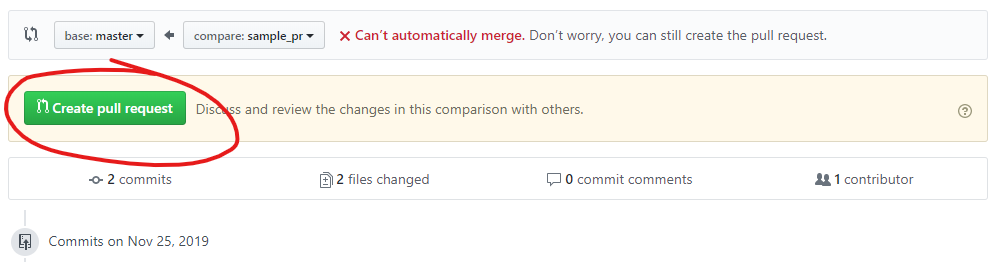 base: master compare: sample_pr Can't automatically merge. Don't worry, you can still create the pull request.
Create pull request Discuss and review the changes in this comparison with others.
2 commits 2 files changed 0 commit comments 1 contributor
Commits on Nov 25, 2019